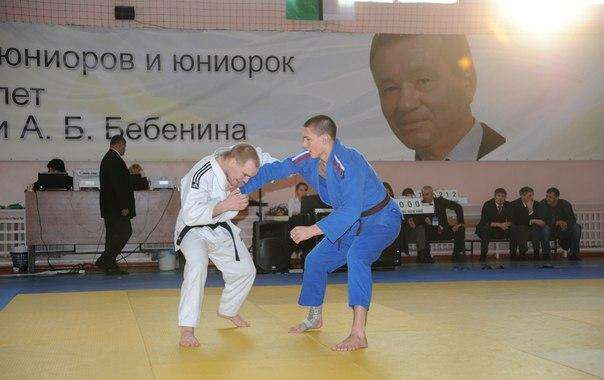 юниоров и юниорок
лет
и А. Б. Бебенина